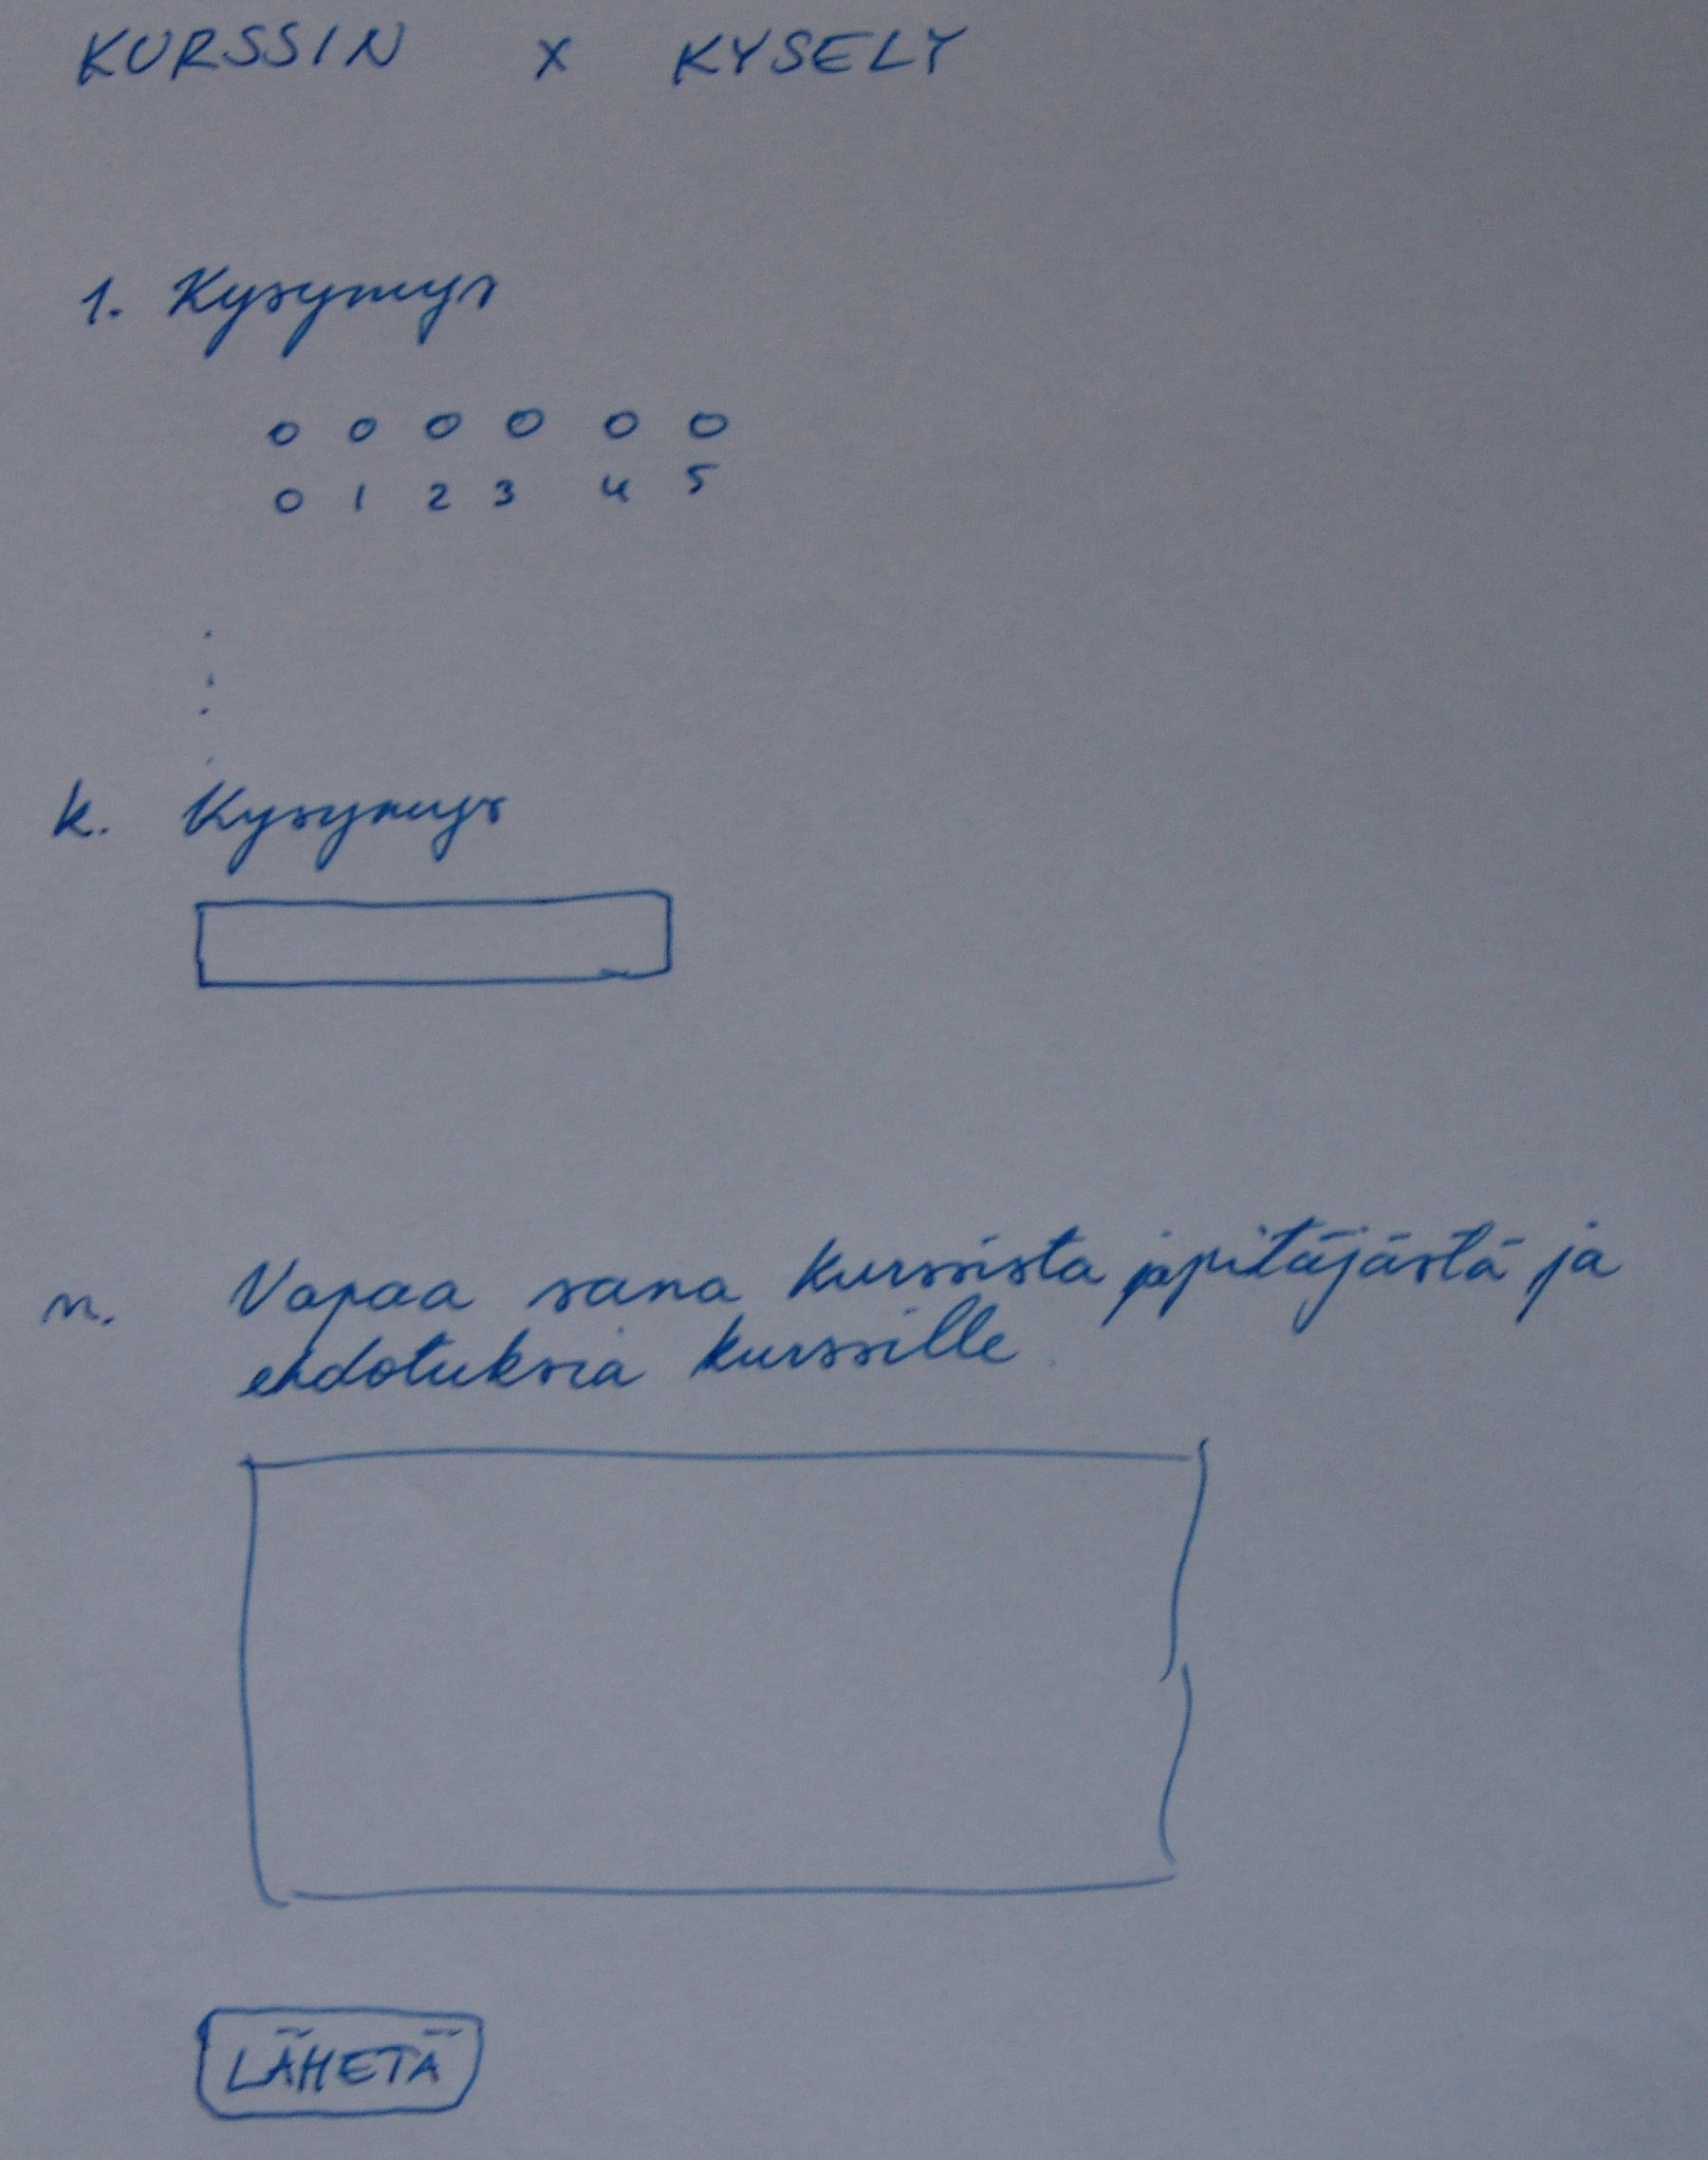 KURSSIN x KYSELY
1. Kysymys
0 1 2 3 4 5
k. Kysymys
n. Vapaa sana kurssista, pitäjästä ja
ehdotuksia kurssille
LÄHETÄ